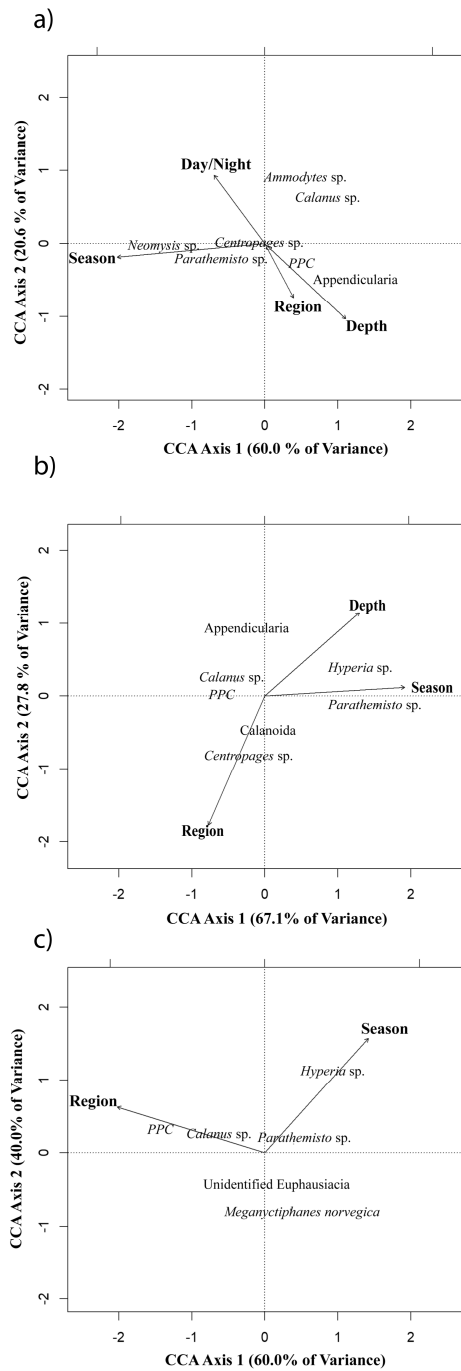 a)
2
1
0
-1
-2
CCA Axis 2 (20.6 % of Variance)
Day/Night
Ammodytes sp.
Calanus sp.
Neomysis sp.
Centropages sp.
Season
Parathemisto sp.
PPC
Appendicularia
Region
Depth
-2 -1 0 1 2
CCA Axis 1 (60.0 % of Variance)
b)
2
1
0
-1
-2
CCA Axis 2 (27.8 % of Variance)
Depth
Appendicularia
Hyperia sp.
Calanus sp.
Season
PPC
Parathemisto sp.
Calanoida
Centropages sp.
Region
-2 -1 0 1 2
CCA Axis 1 (67.1% of Variance)
c)
2
1
0
-1
-2
CCA Axis 2 (40.0% of Variance)
Season
Hyperia sp.
Region
PPC
Calanus sp.
Parathemisto sp.
Unidentified Euphausiacia
Meganyctiphanes norvegica
-2 -1 0 1 2
CCA Axis 1 (60.0% of Variance)